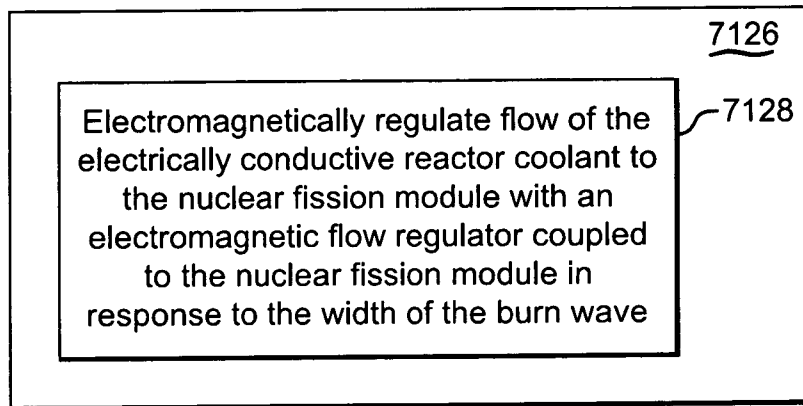 7126
7128
Electromagnetically regulate flow of the
electrically conductive reactor coolant to
the nuclear fission module with an
electromagnetic flow regulator coupled
to the nuclear fission module in
response to the width of the burn wave